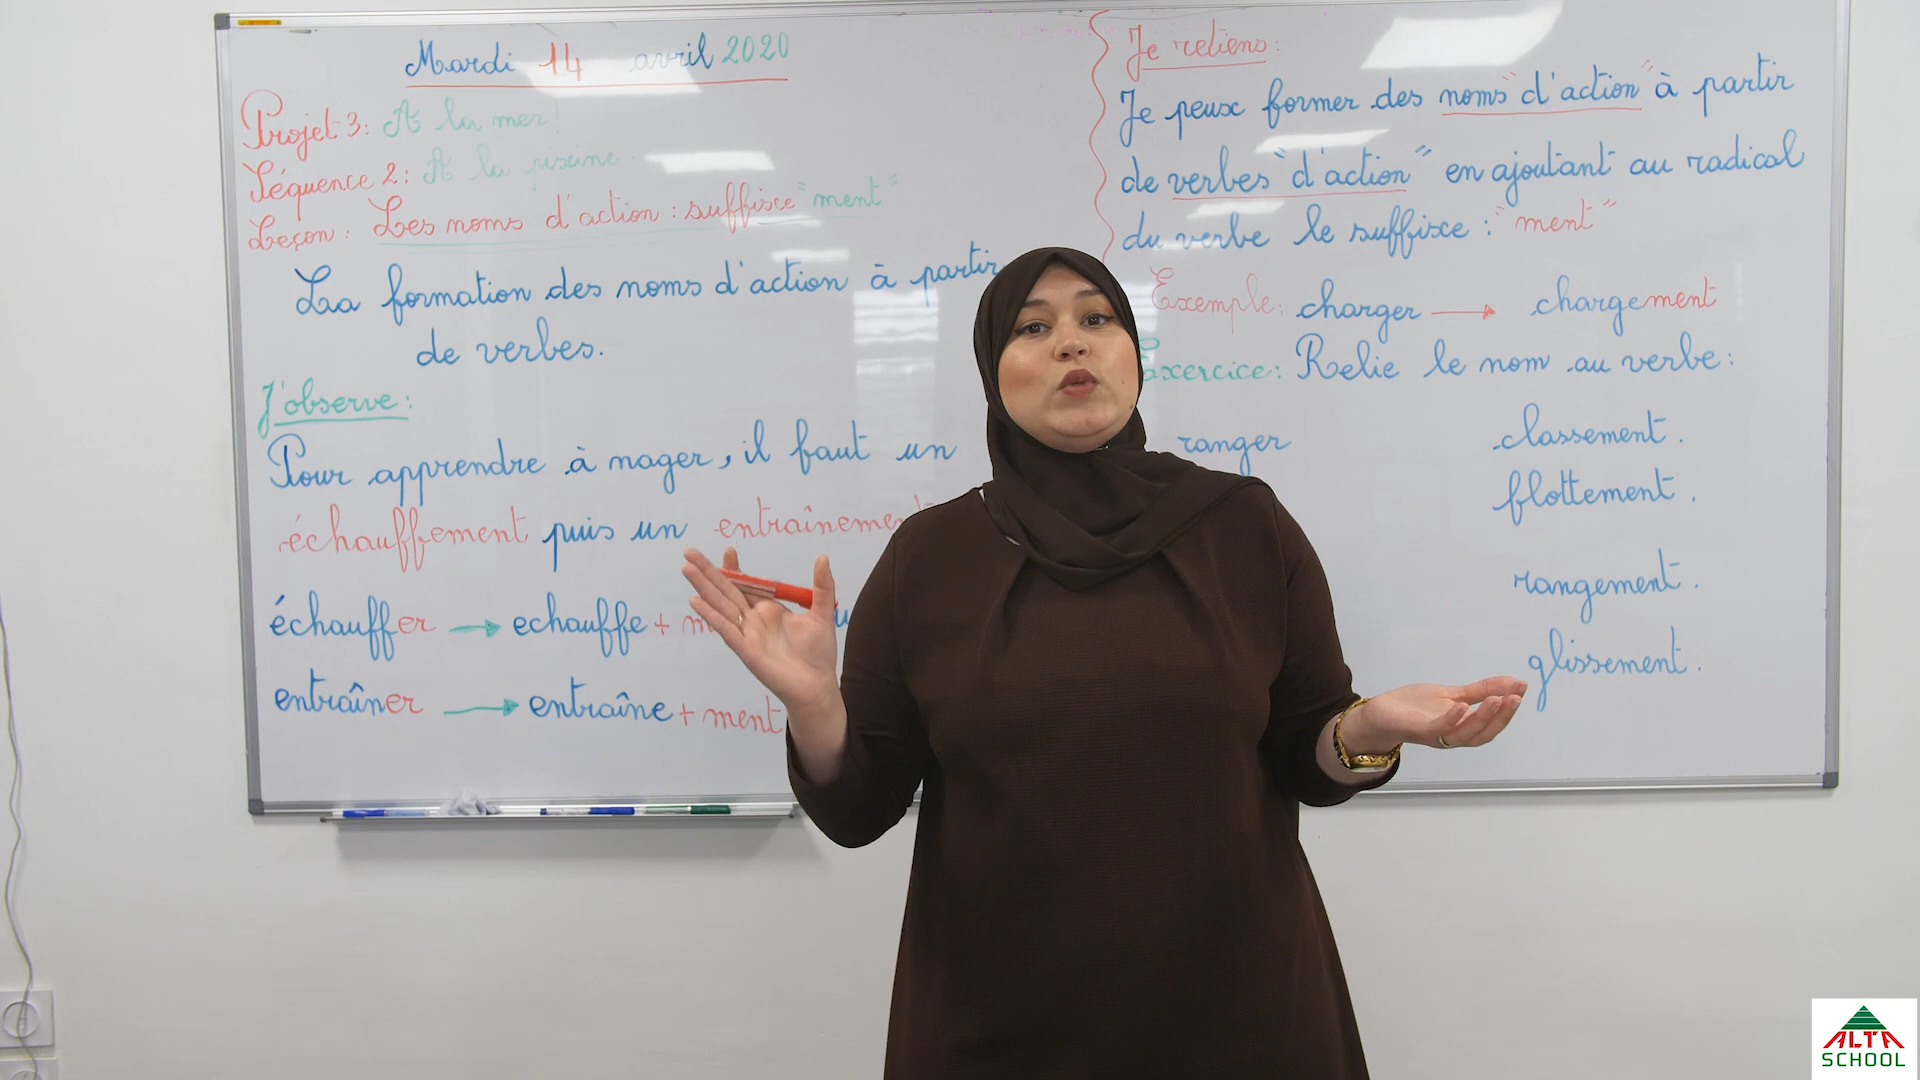 Mardi 14 avril 2020
Projet 3: A la mer!
Séquence 2: A la piscine.
Leçon: Les noms d'action: suffixe "ment"
La formation des noms d'action à partir
de verbes.
J'observe:
Pour apprendre à nager, il faut un
échauffement puis un entraînement
échauffer → echauffe + m
entraîner → entraîne + ment
Je retiens:
Je peux former des noms "d'action" à partir
de verbes "d'action" en ajoutant au radical
du verbe le suffixe: "ment"
Exemple: charger → chargement
Exercice: Relie le nom au verbe:
ranger classement.
flottement.
rangement.
glissement.
ALTA
SCHOOL